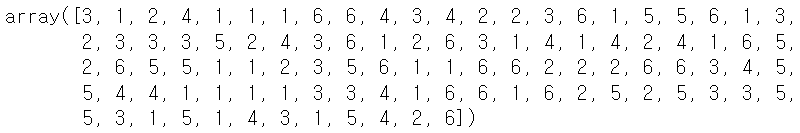 array([3, 1, 2, 4, 1, 1, 1, 6, 6, 4, 3, 4, 2, 2, 3, 6, 1, 5, 5, 6, 1, 3,
2, 3, 3, 3, 5, 2, 4, 3, 6, 1, 2, 6, 3, 1, 4, 1, 4, 2, 4, 1, 6, 5,
2, 6, 5, 5, 1, 1, 2, 3, 5, 6, 1, 1, 6, 6, 2, 2, 2, 6, 6, 3, 4, 5,
5, 4, 4, 1, 1, 1, 1, 3, 3, 4, 1, 6, 6, 1, 6, 2, 5, 2, 5, 3, 3, 5,
5, 3, 1, 5, 1, 4, 3, 1, 5, 4, 2, 6])